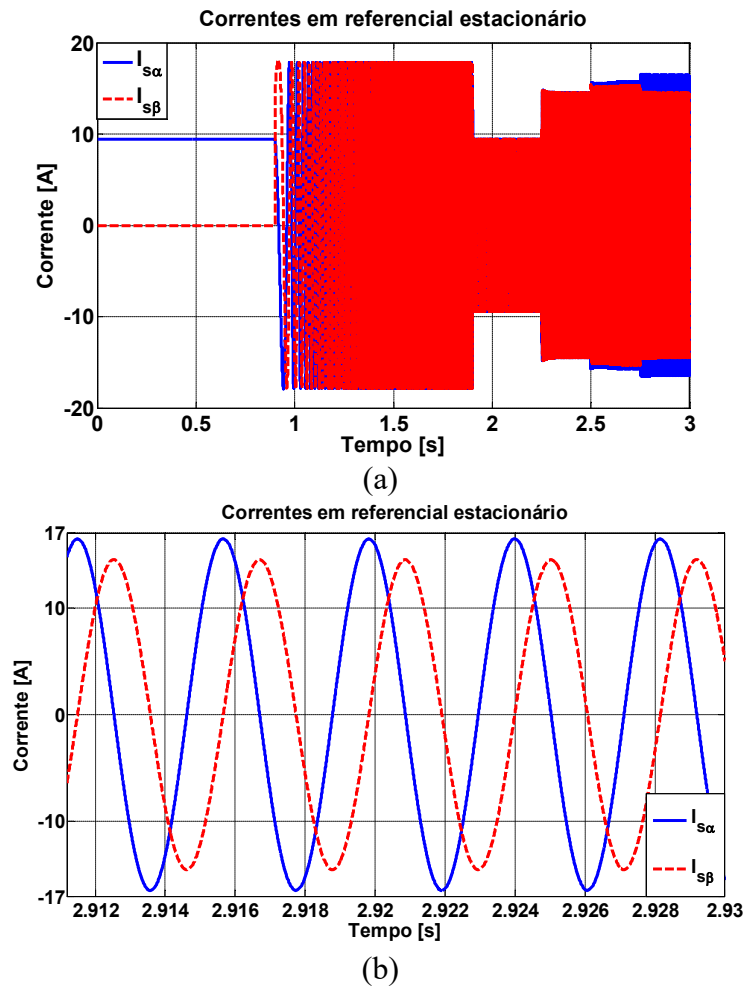 Correntes em referencial estacionário
20
10
0
-10
-20
Corrente [A]
I sα
I sβ
0 0.5 1 1.5 2 2.5 3
Tempo [s]
(a)
Correntes em referencial estacionário
17
10
0
-10
-17
Corrente [A]
I sα
I sβ
2.912 2.914 2.916 2.918 2.92 2.922 2.924 2.926 2.928 2.93
Tempo [s]
(b)